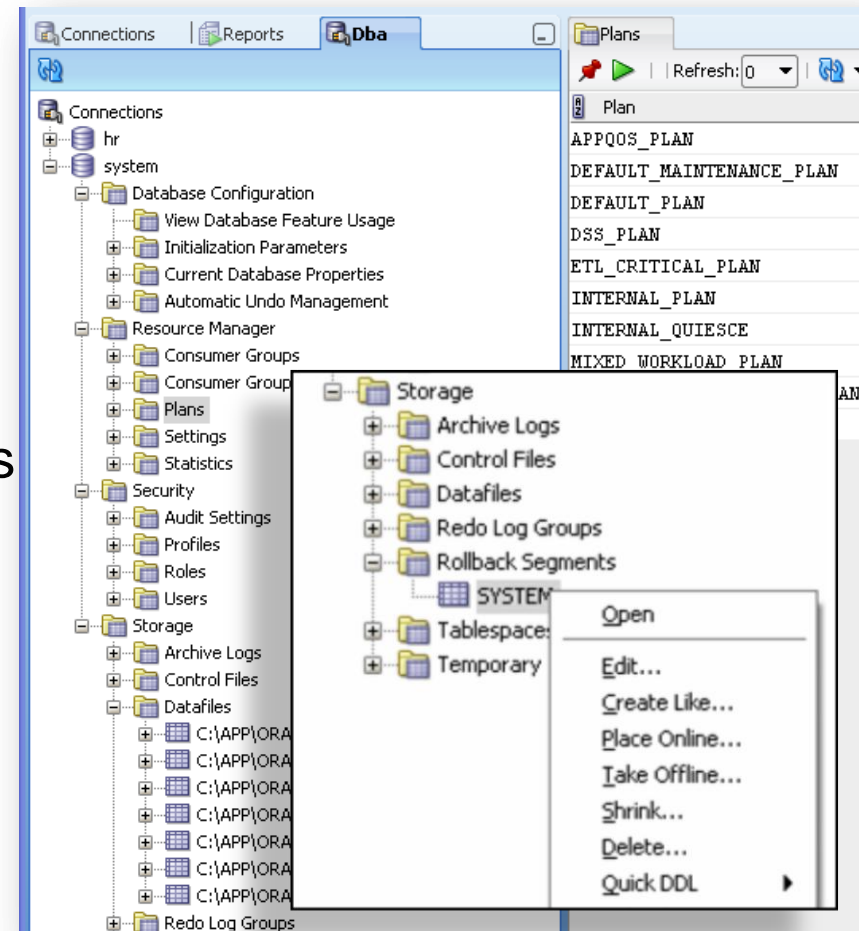 Connections
Reports
Dba
Connections
hr
system
Database Configuration
View Database Feature Usage
Initialization Parameters
Current Database Properties
Automatic Undo Management
Resource Manager
Consumer Groups
Consumer Group
Plans
Settings
Statistics
s
Security
Audit Settings
Profiles
Roles
Users
Storage
Archive Logs
Control Files
Datafiles
C:\APP\ORA
C:\APP\ORA
C:\APP\ORA
C:\APP\ORA
C:\APP\ORA
C:\APP\ORA
C:\APP\ORA
Redo Log Groups
Plans
Refresh: 0
Plan
APPQOS_PLAN
DEFAULT_MAINTENANCE_PLAN
DEFAULT_PLAN
DSS_PLAN
ETL_CRITICAL_PLAN
INTERNAL_PLAN
INTERNAL_QUIESCE
MIXED_WORKLOAD_PLAN
AN
Storage
Archive Logs
Control Files
Datafiles
Redo Log Groups
Rollback Segments
SYSTEM
Tablespaces
Temporary
Open
Edit...
Create Like...
Place Online...
Take Offline...
Shrink...
Delete...
Quick DDL